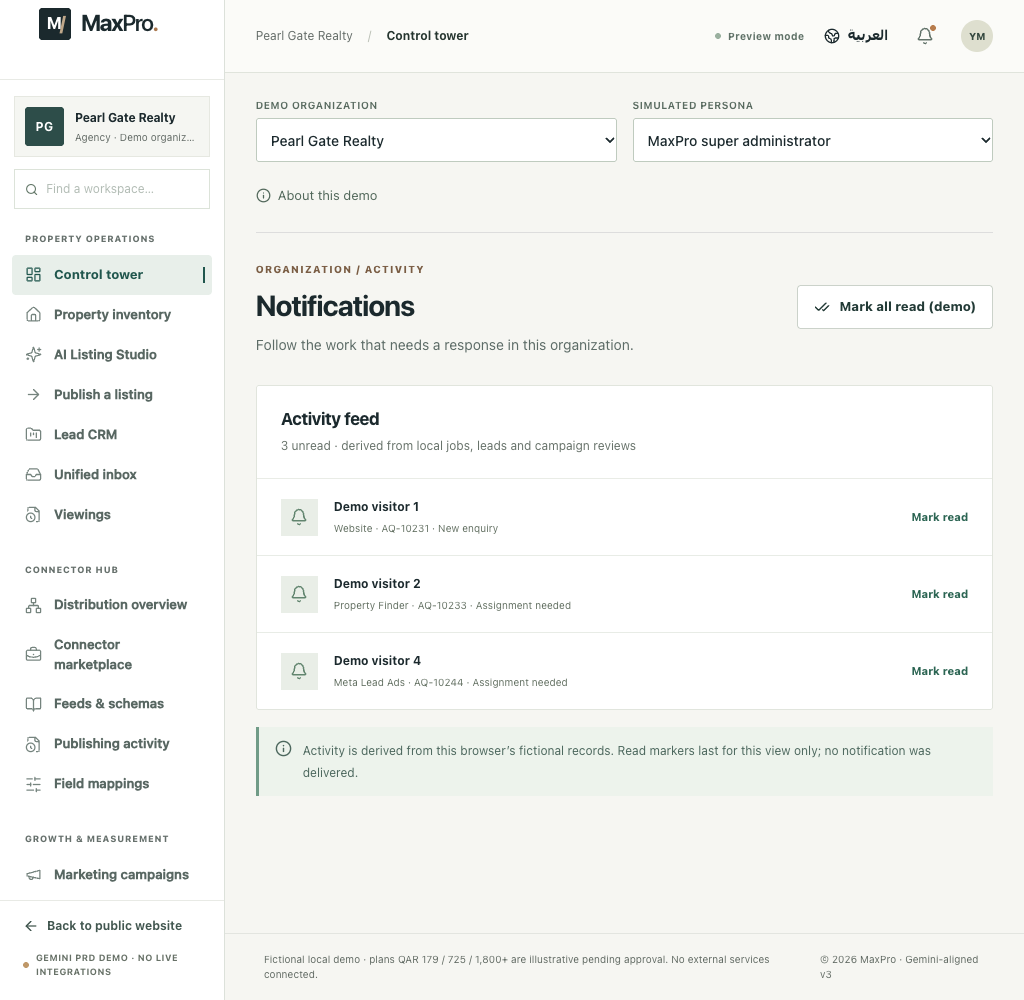 M/ MaxPro.
PG
Pearl Gate Realty
Agency · Demo organiz...
Find a workspace...
PROPERTY OPERATIONS
Control tower
Property inventory
AI Listing Studio
Publish a listing
Lead CRM
Unified inbox
Viewings
CONNECTOR HUB
Distribution overview
Connector
marketplace
Feeds & schemas
Publishing activity
Field mappings
GROWTH & MEASUREMENT
Marketing campaigns
Back to public website
GEMINI PRD DEMO · NO LIVE
INTEGRATIONS
Pearl Gate Realty / Control tower
Preview mode
العربية
YM
DEMO ORGANIZATION
Pearl Gate Realty
SIMULATED PERSONA
MaxPro super administrator
About this demo
ORGANIZATION / ACTIVITY
Notifications
Mark all read (demo)
Follow the work that needs a response in this organization.
Activity feed
3 unread · derived from local jobs, leads and campaign reviews
Demo visitor 1
Website · AQ-10231 · New enquiry
Mark read
Demo visitor 2
Property Finder · AQ-10233 · Assignment needed
Mark read
Demo visitor 4
Meta Lead Ads · AQ-10244 · Assignment needed
Mark read
Activity is derived from this browser’s fictional records. Read markers last for this view only; no notification was
delivered.
Fictional local demo · plans QAR 179 / 725 / 1,800+ are illustrative pending approval. No external services
connected.
© 2026 MaxPro · Gemini-aligned
v3